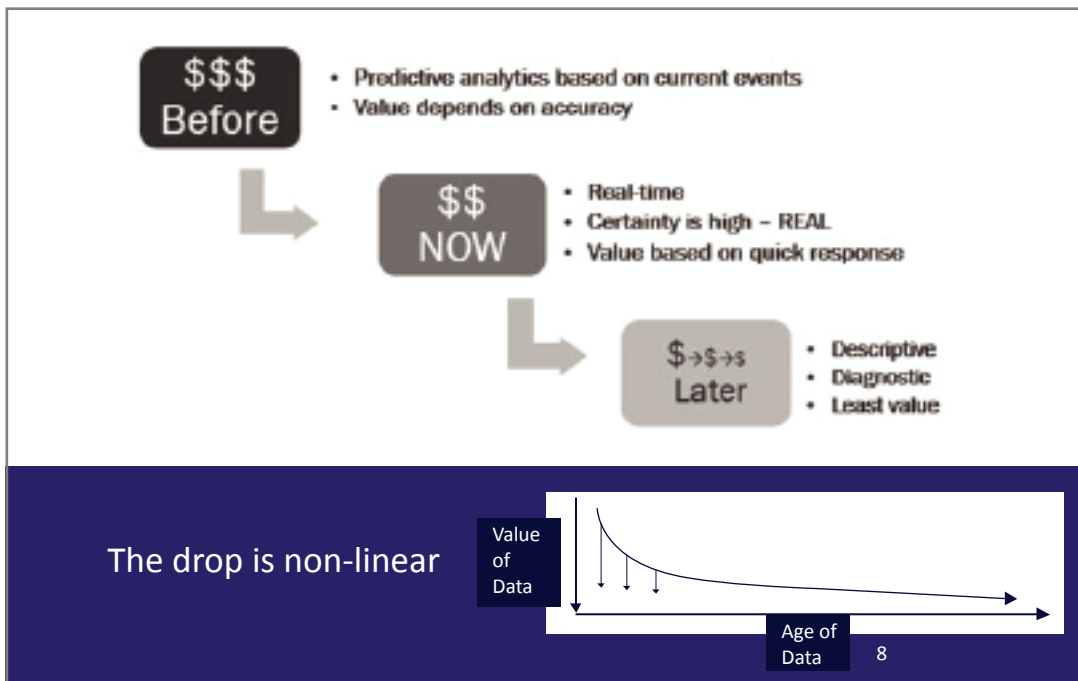 $$$
Before
• Predictive analytics based on current events
• Value depends on accuracy
$$
NOW
• Real-time
• Certainty is high – REAL
• Value based on quick response
$→$→$
Later
• Descriptive
• Diagnostic
• Least value
The drop is non-linear
Value
of
Data
Age of
Data
8